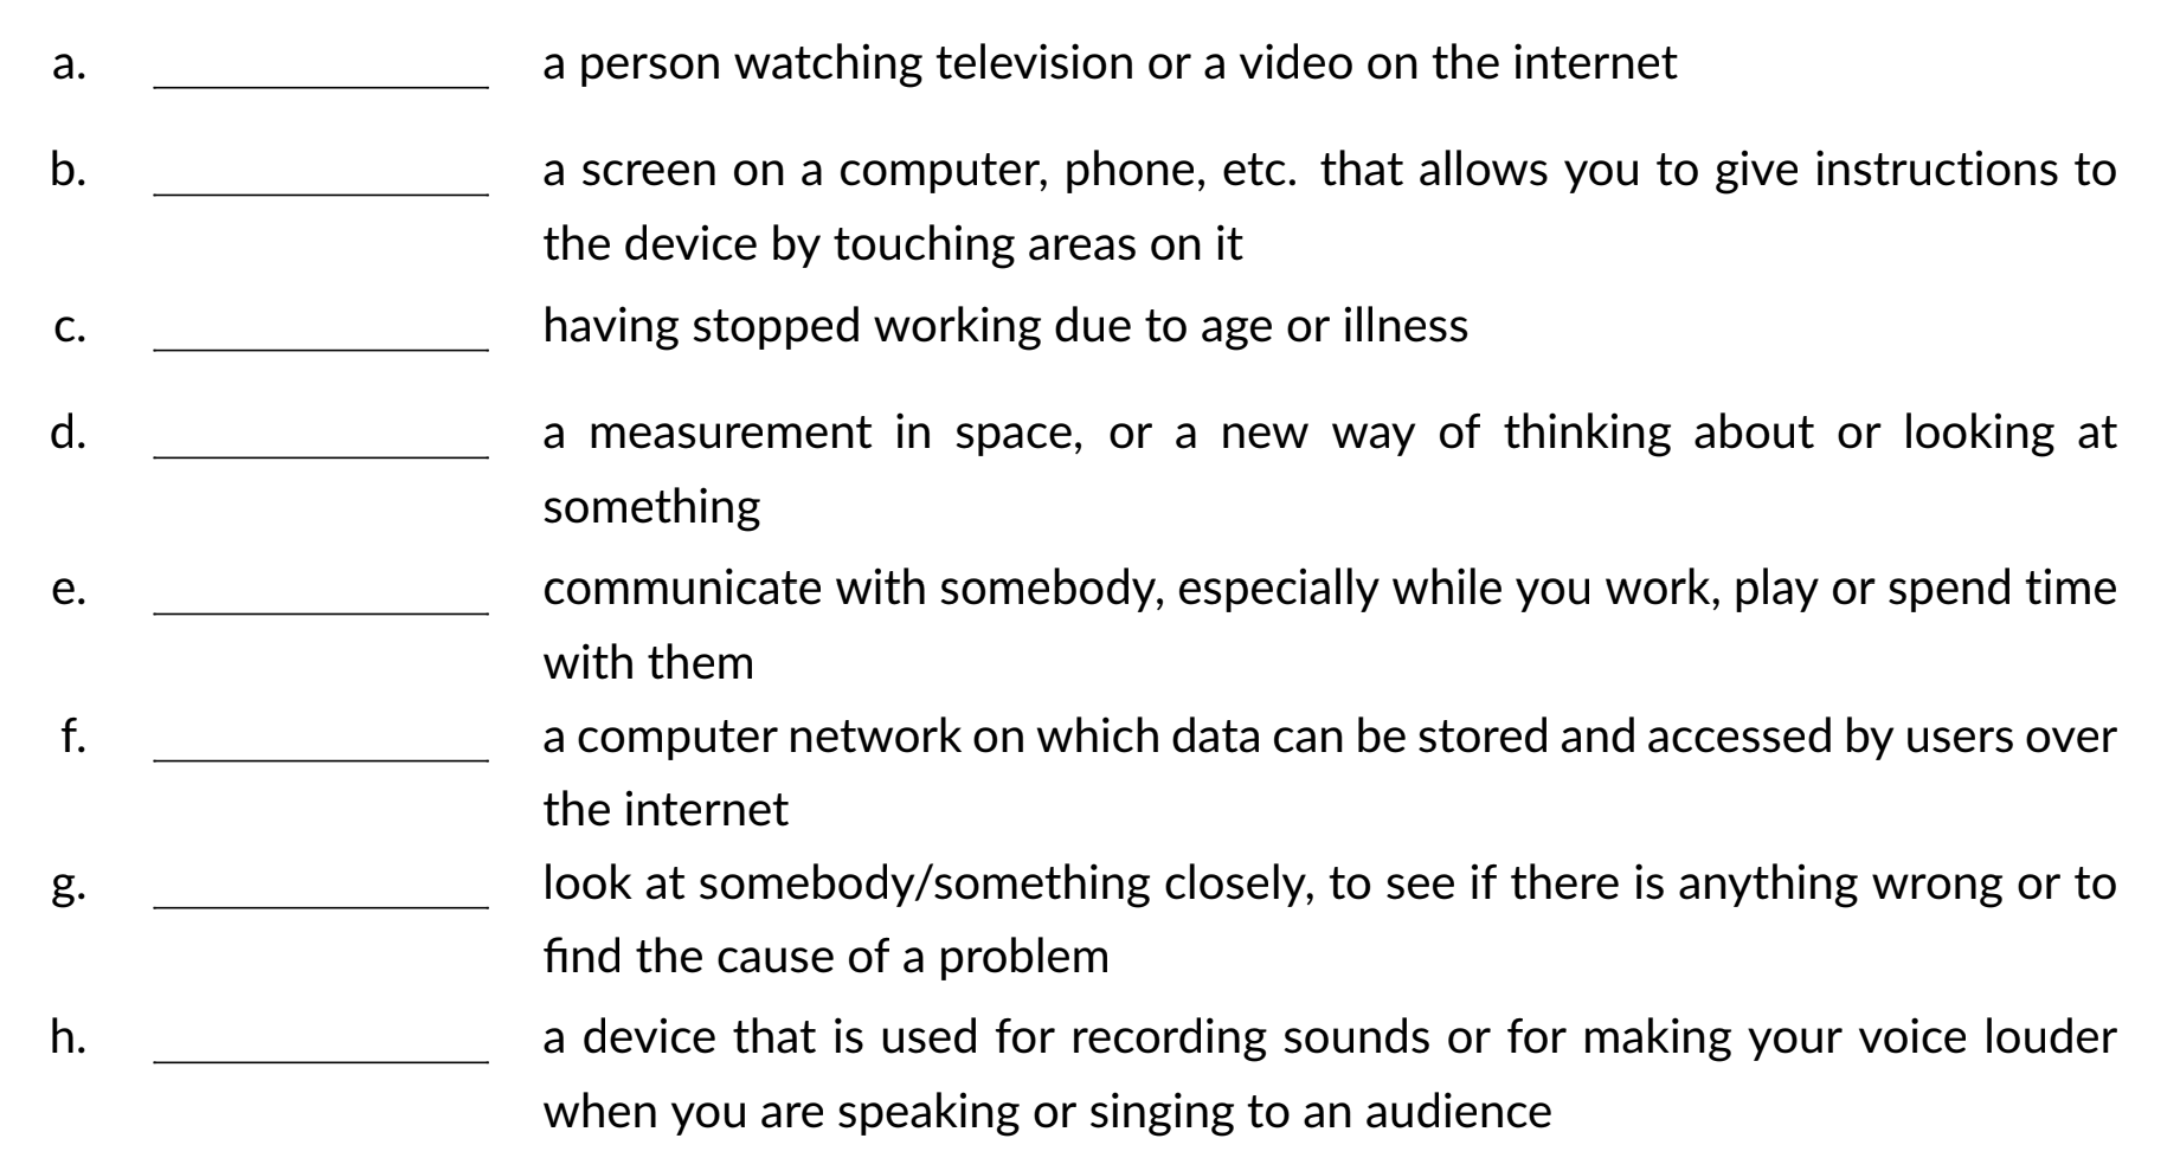 a. ______________ a person watching television or a video on the internet
b. ______________ a screen on a computer, phone, etc. that allows you to give instructions to
the device by touching areas on it
c. ______________ having stopped working due to age or illness
d. ______________ a measurement in space, or a new way of thinking about or looking at
something
e. ______________ communicate with somebody, especially while you work, play or spend time
with them
f. ______________ a computer network on which data can be stored and accessed by users over
the internet
g. ______________ look at somebody/something closely, to see if there is anything wrong or to
find the cause of a problem
h. ______________ a device that is used for recording sounds or for making your voice louder
when you are speaking or singing to an audience